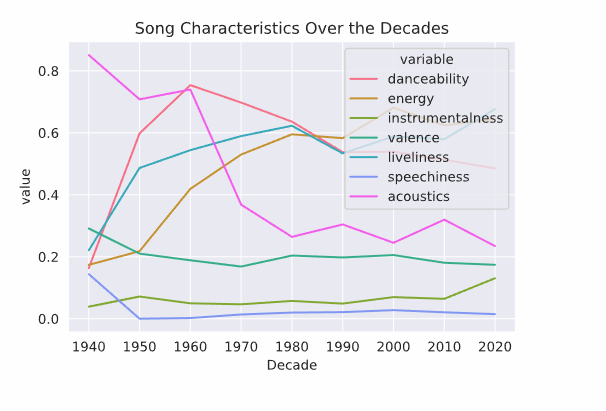 Song Characteristics Over the Decades
variable
danceability
energy
instrumentalness
valence
liveliness
speechiness
acoustics
value
0.8
0.6
0.4
0.2
0.0
1940 1950 1960 1970 1980 1990 2000 2010 2020
Decade